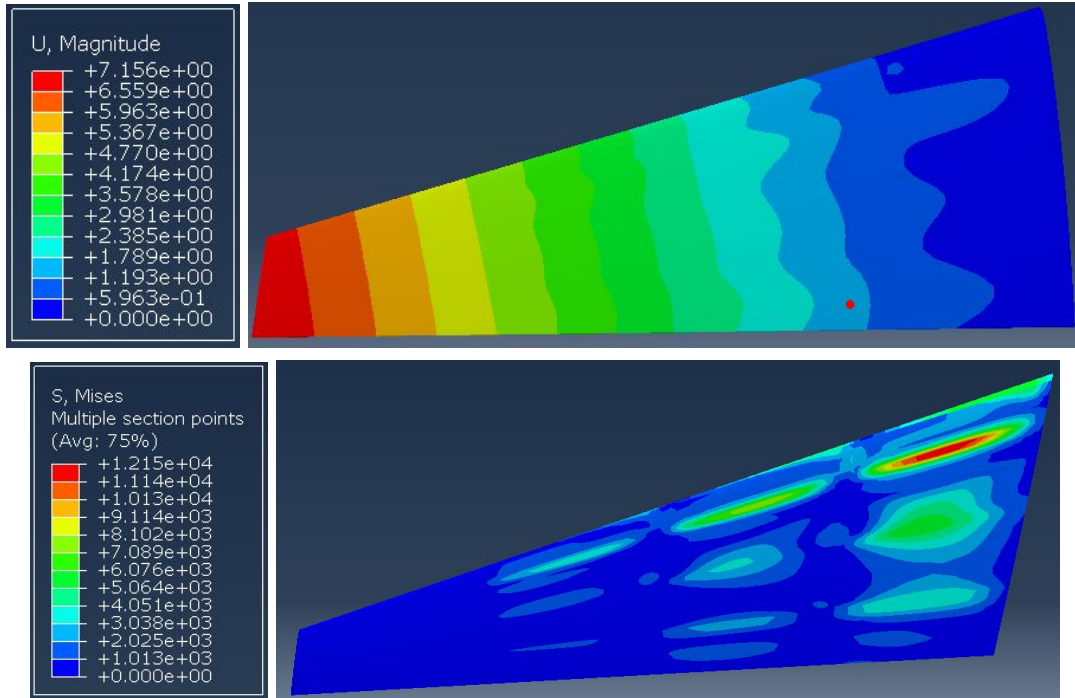 U, Magnitude
+7.156e+00
+6.559e+00
+5.963e+00
+5.367e+00
+4.770e+00
+4.174e+00
+3.578e+00
+2.981e+00
+2.385e+00
+1.789e+00
+1.193e+00
+5.963e-01
+0.000e+00
S, Mises
Multiple section points
(Avg: 75%)
+1.215e+04
+1.114e+04
+1.013e+04
+9.114e+03
+8.102e+03
+7.089e+03
+6.076e+03
+5.064e+03
+4.051e+03
+3.038e+03
+2.025e+03
+1.013e+03
+0.000e+00